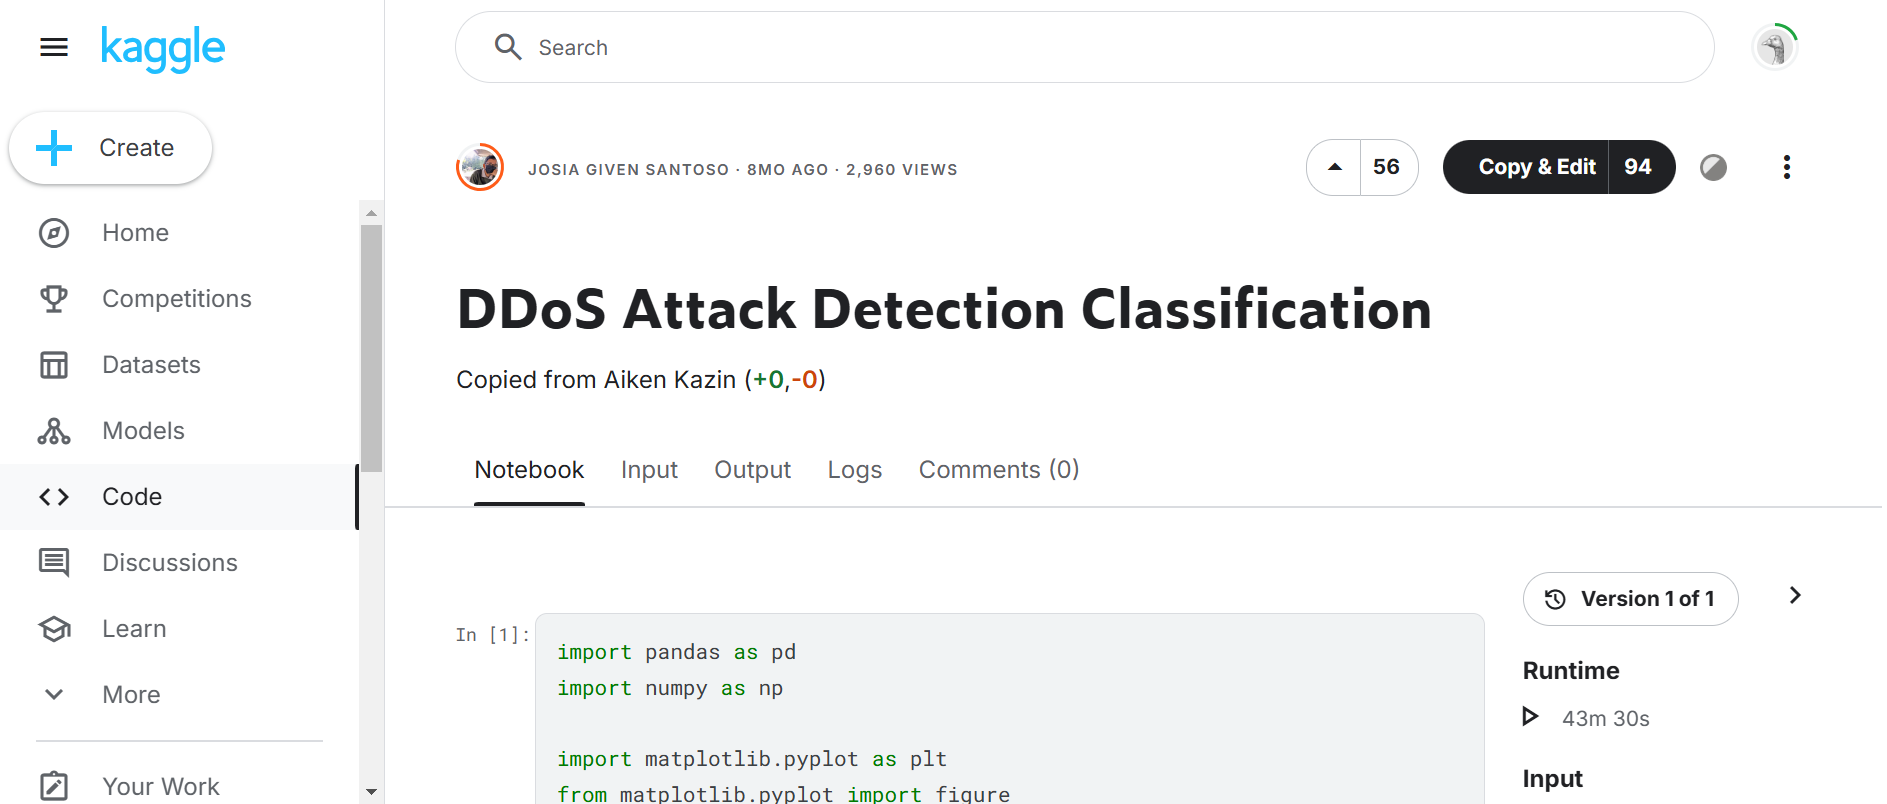 kaggle
Search
Create
Home
Competitions
Datasets
Models
Code
Discussions
Learn
More
Your Work
JOSIA GIVEN SANTOSO · 8MO AGO · 2,960 VIEWS
56
Copy & Edit 94
DDoS Attack Detection Classification
Copied from Aiken Kazin (+0,-0)
Notebook Input Output Logs Comments (0)
In [1]:
import pandas as pd
import numpy as np
import matplotlib.pyplot as plt
from matplotlib.pyplot import figure
Version 1 of 1
Runtime
43m 30s
Input